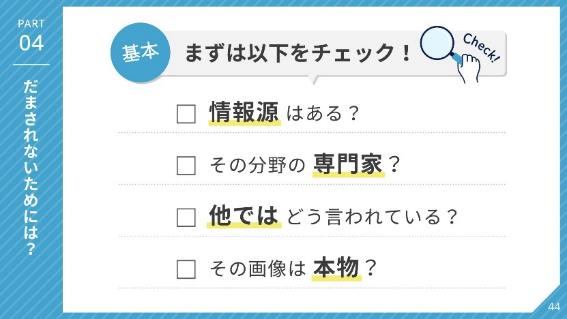 PART
04
だまされないためには？
基本
まずは以下をチェック！
Check!
情報源 はある？
その分野の 専門家？
他では どう言われている？
その画像は 本物？
44